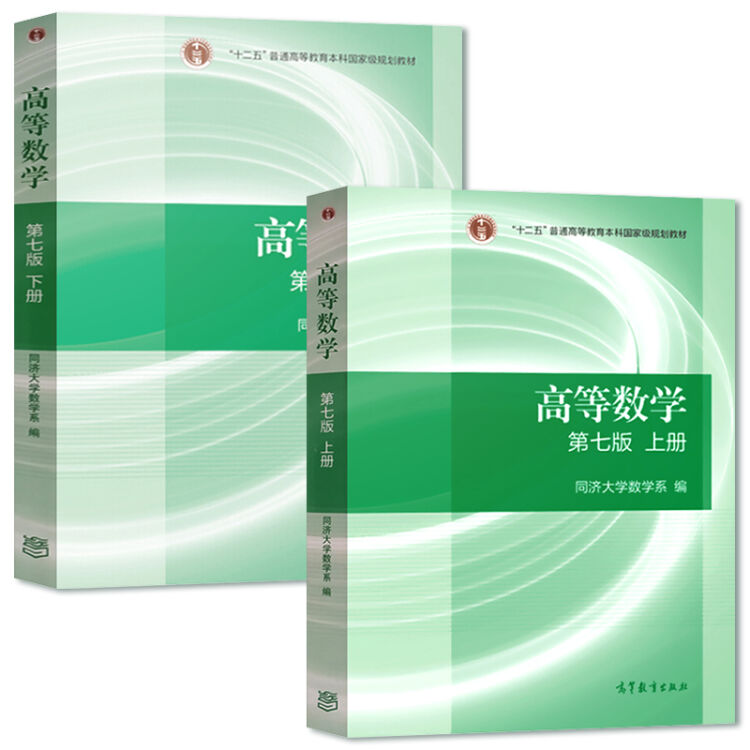 "十二五"普通高等教育本科国家级规划教材
高等数学
第七版 下册
同济大学数学系 编
高等
第
同
"十二五"普通高等教育本科国家级规划教材
高等数学
第七版 上册
同济大学数学系 编
高等数学
第七版 上册
同济大学数学系 编
高等教育出版社